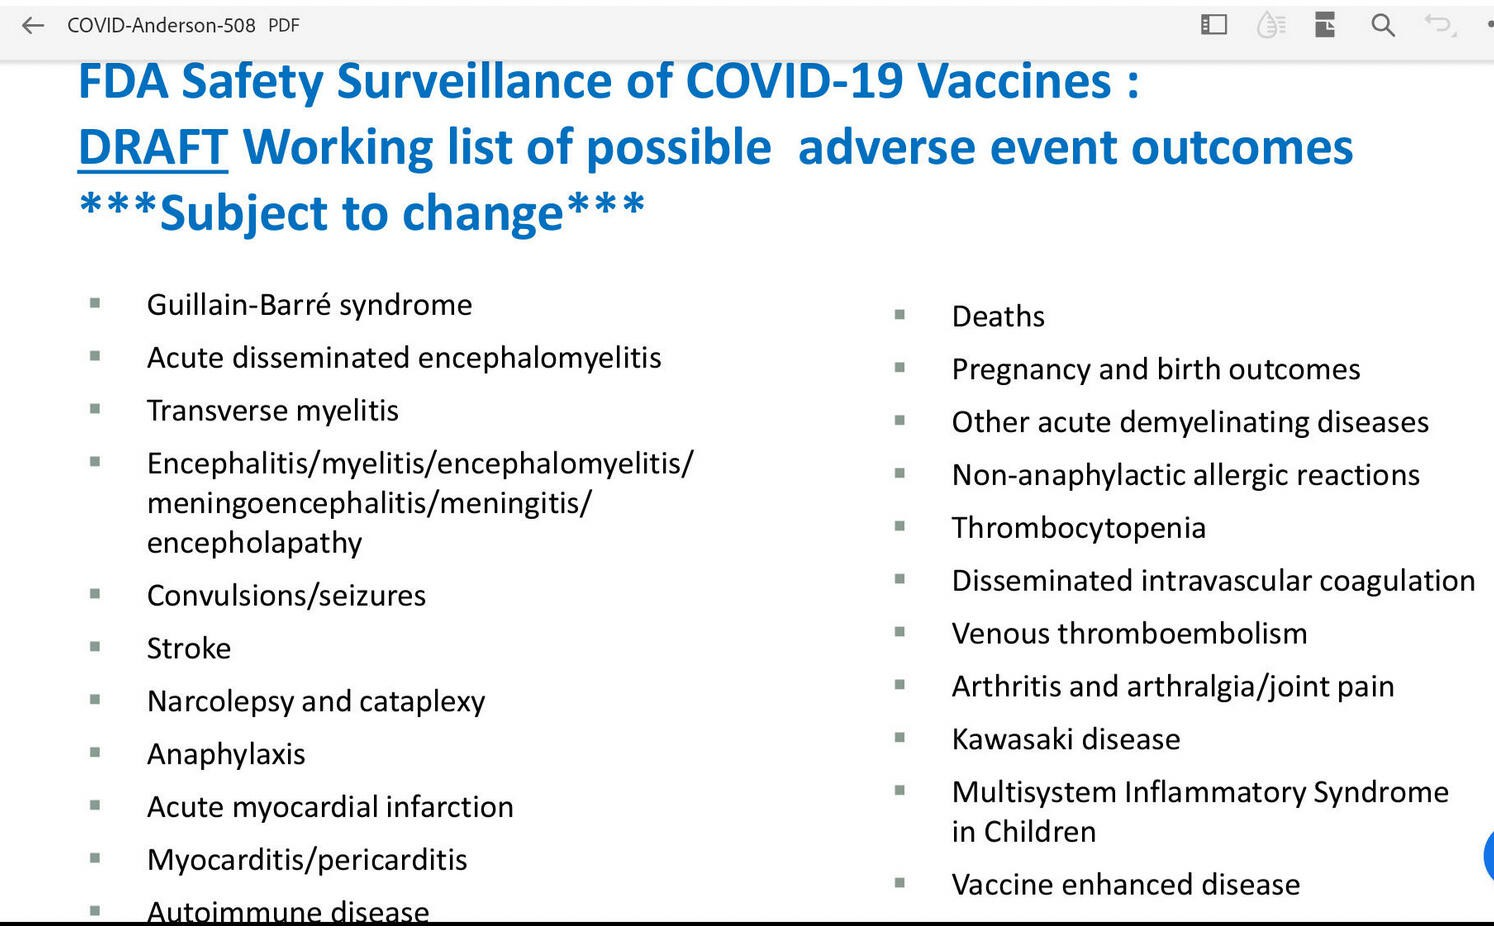 COVID-Anderson-508 PDF
FDA Safety Surveillance of COVID-19 Vaccines :
DRAFT Working list of possible  adverse event outcomes
***Subject to change***
Guillain-Barré syndrome
Acute disseminated encephalomyelitis
Transverse myelitis
Encephalitis/myelitis/encephalomyelitis/
meningoencephalitis/meningitis/
encepholapathy
Convulsions/seizures
Stroke
Narcolepsy and cataplexy
Anaphylaxis
Acute myocardial infarction
Myocarditis/pericarditis
Autoimmune disease
Deaths
Pregnancy and birth outcomes
Other acute demyelinating diseases
Non-anaphylactic allergic reactions
Thrombocytopenia
Disseminated intravascular coagulation
Venous thromboembolism
Arthritis and arthralgia/joint pain
Kawasaki disease
Multisystem Inflammatory Syndrome
in Children
Vaccine enhanced disease